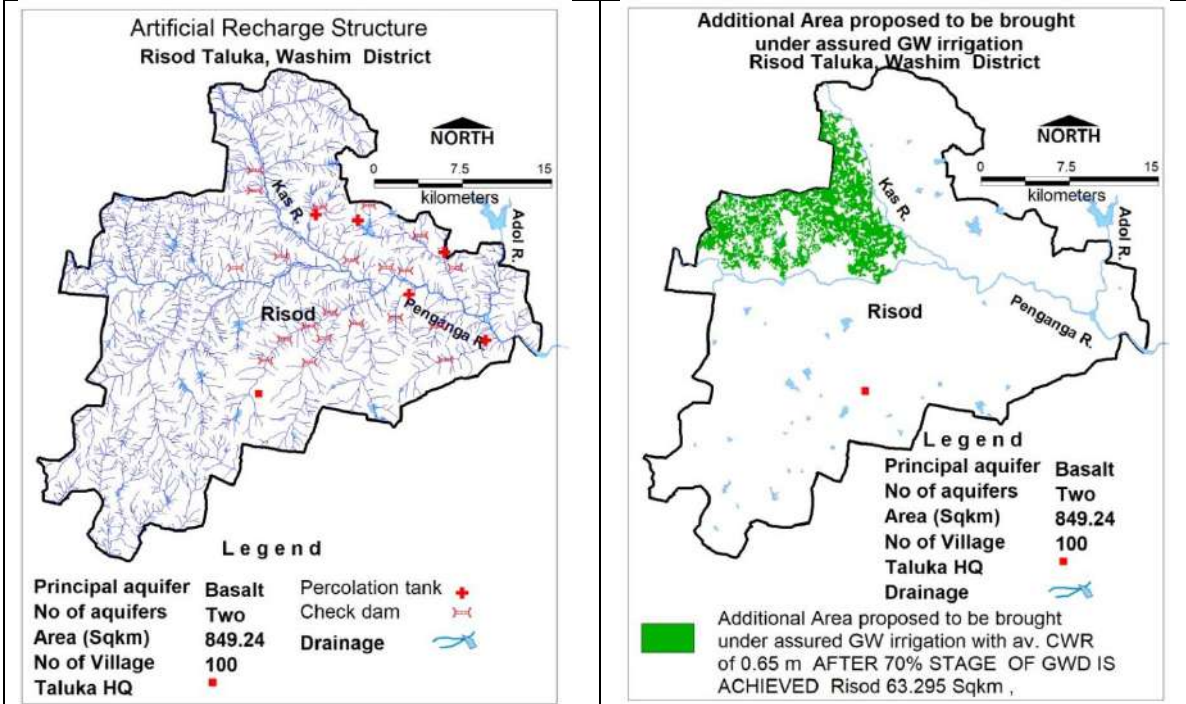 Artificial Recharge Structure
Risod Taluka, Washim District
NORTH
0 7.5 15
kilometers
Kas R.
Adol R.
Risod
Penganga R.
Legend
Principal aquifer Basalt
No of aquifers Two
Area (Sqkm) 849.24
No of Village 100
Taluka HQ
Percolation tank
Check dam
Drainage
Additional Area proposed to be brought
under assured GW irrigation
Risod Taluka, Washim District
NORTH
0 7.5 15
kilometers
Kas R.
Adol R.
Risod
Penganga R.
Legend
Principal aquifer Basalt
No of aquifers Two
Area (Sqkm) 849.24
No of Village 100
Taluka HQ
Drainage
Additional Area proposed to be brought
under assured GW irrigation with av. CWR
of 0.65 m AFTER 70% STAGE OF GWD IS
ACHIEVED Risod 63.295 Sqkm ,